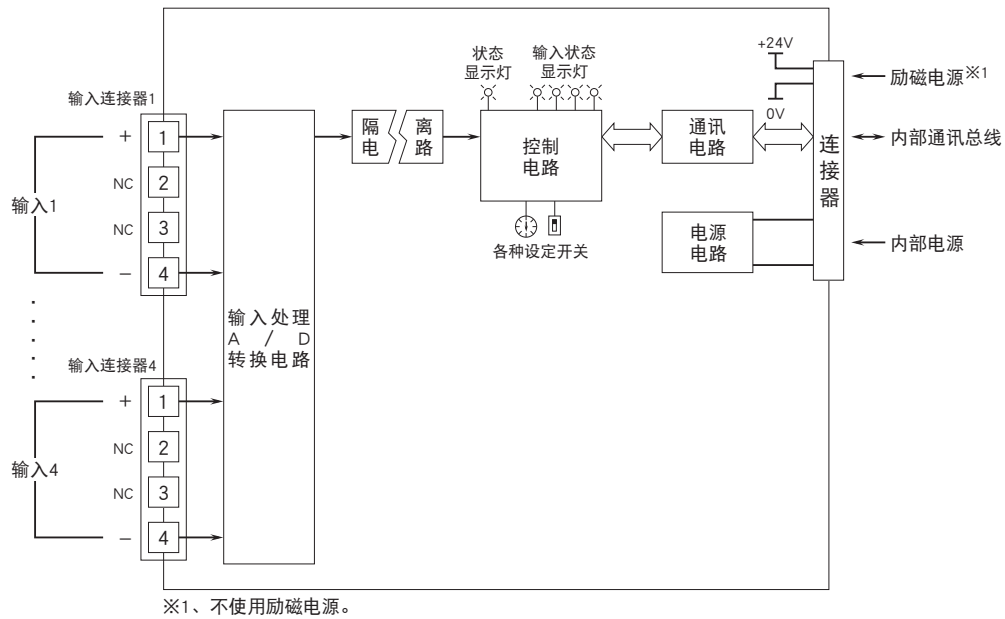 状态
显示灯
输入状态
显示灯
+24V
0V
励磁电源※1
输入连接器1
+ 1
NC 2
NC 3
− 4
输入1
隔 离
电 路
控制
电路
通讯
电路
连
接
器
内部通讯总线
各种设定开关
电源
电路
内部电源
输入处理
A / D
转换电路
输入连接器4
+ 1
NC 2
NC 3
− 4
输入4
※1、不使用励磁电源。